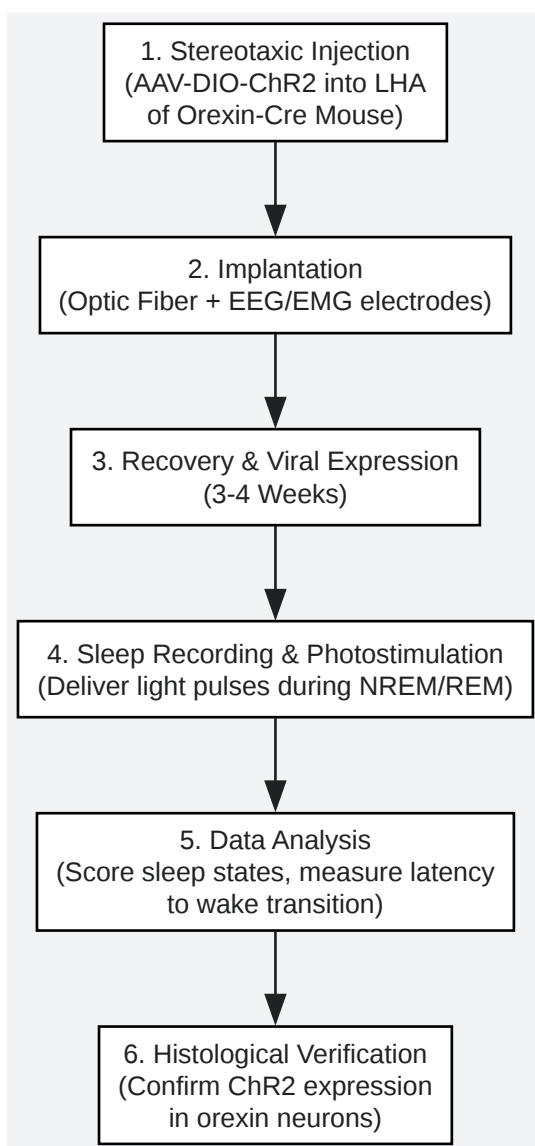 1. Stereotaxic Injection
(AAV-DIO-ChR2 into LHA
of Orexin-Cre Mouse)
2. Implantation
(Optic Fiber + EEG/EMG electrodes)
3. Recovery & Viral Expression
(3-4 Weeks)
4. Sleep Recording & Photostimulation
(Deliver light pulses during NREM/REM)
5. Data Analysis
(Score sleep states, measure latency
to wake transition)
6. Histological Verification
(Confirm ChR2 expression
in orexin neurons)